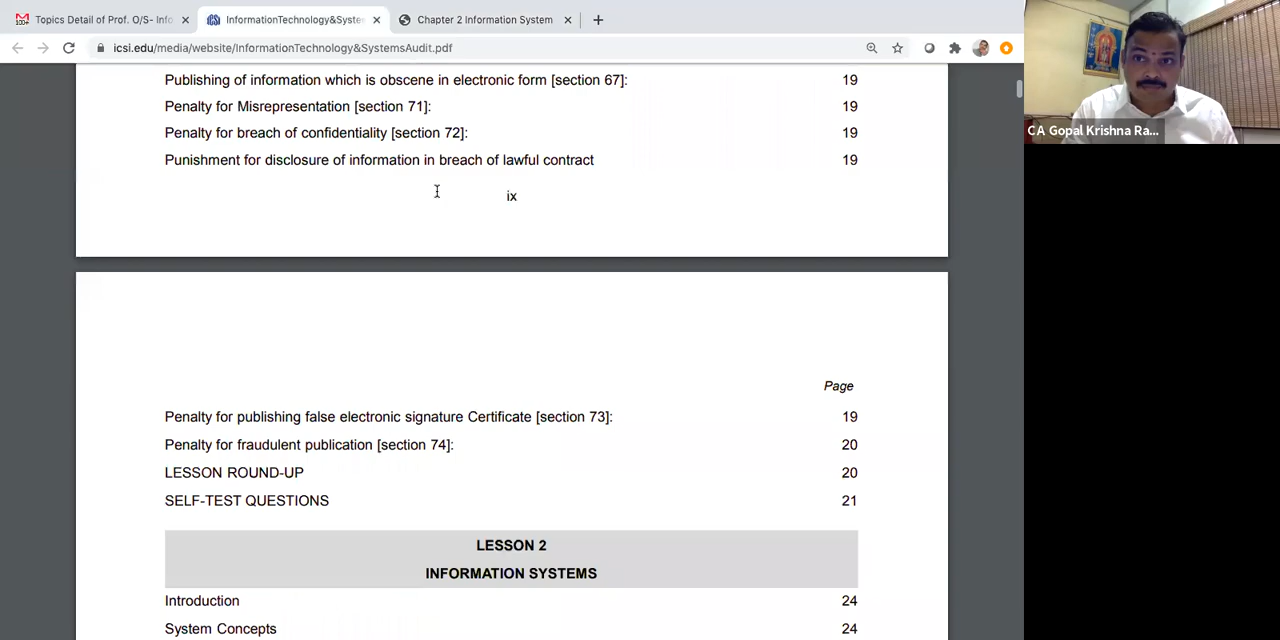 Topics Detail of Prof. O/S- Info
InformationTechnology&Syste
Chapter 2 Information System
icsi.edu/media/website/InformationTechnology&SystemsAudit.pdf
CA Gopal Krishna Ra...
Publishing of information which is obscene in electronic form [section 67]: 19
Penalty for Misrepresentation [section 71]: 19
Penalty for breach of confidentiality [section 72]: 19
Punishment for disclosure of information in breach of lawful contract 19
ix
Page
Penalty for publishing false electronic signature Certificate [section 73]: 19
Penalty for fraudulent publication [section 74]: 20
LESSON ROUND-UP 20
SELF-TEST QUESTIONS 21
LESSON 2
INFORMATION SYSTEMS
Introduction 24
System Concepts 24